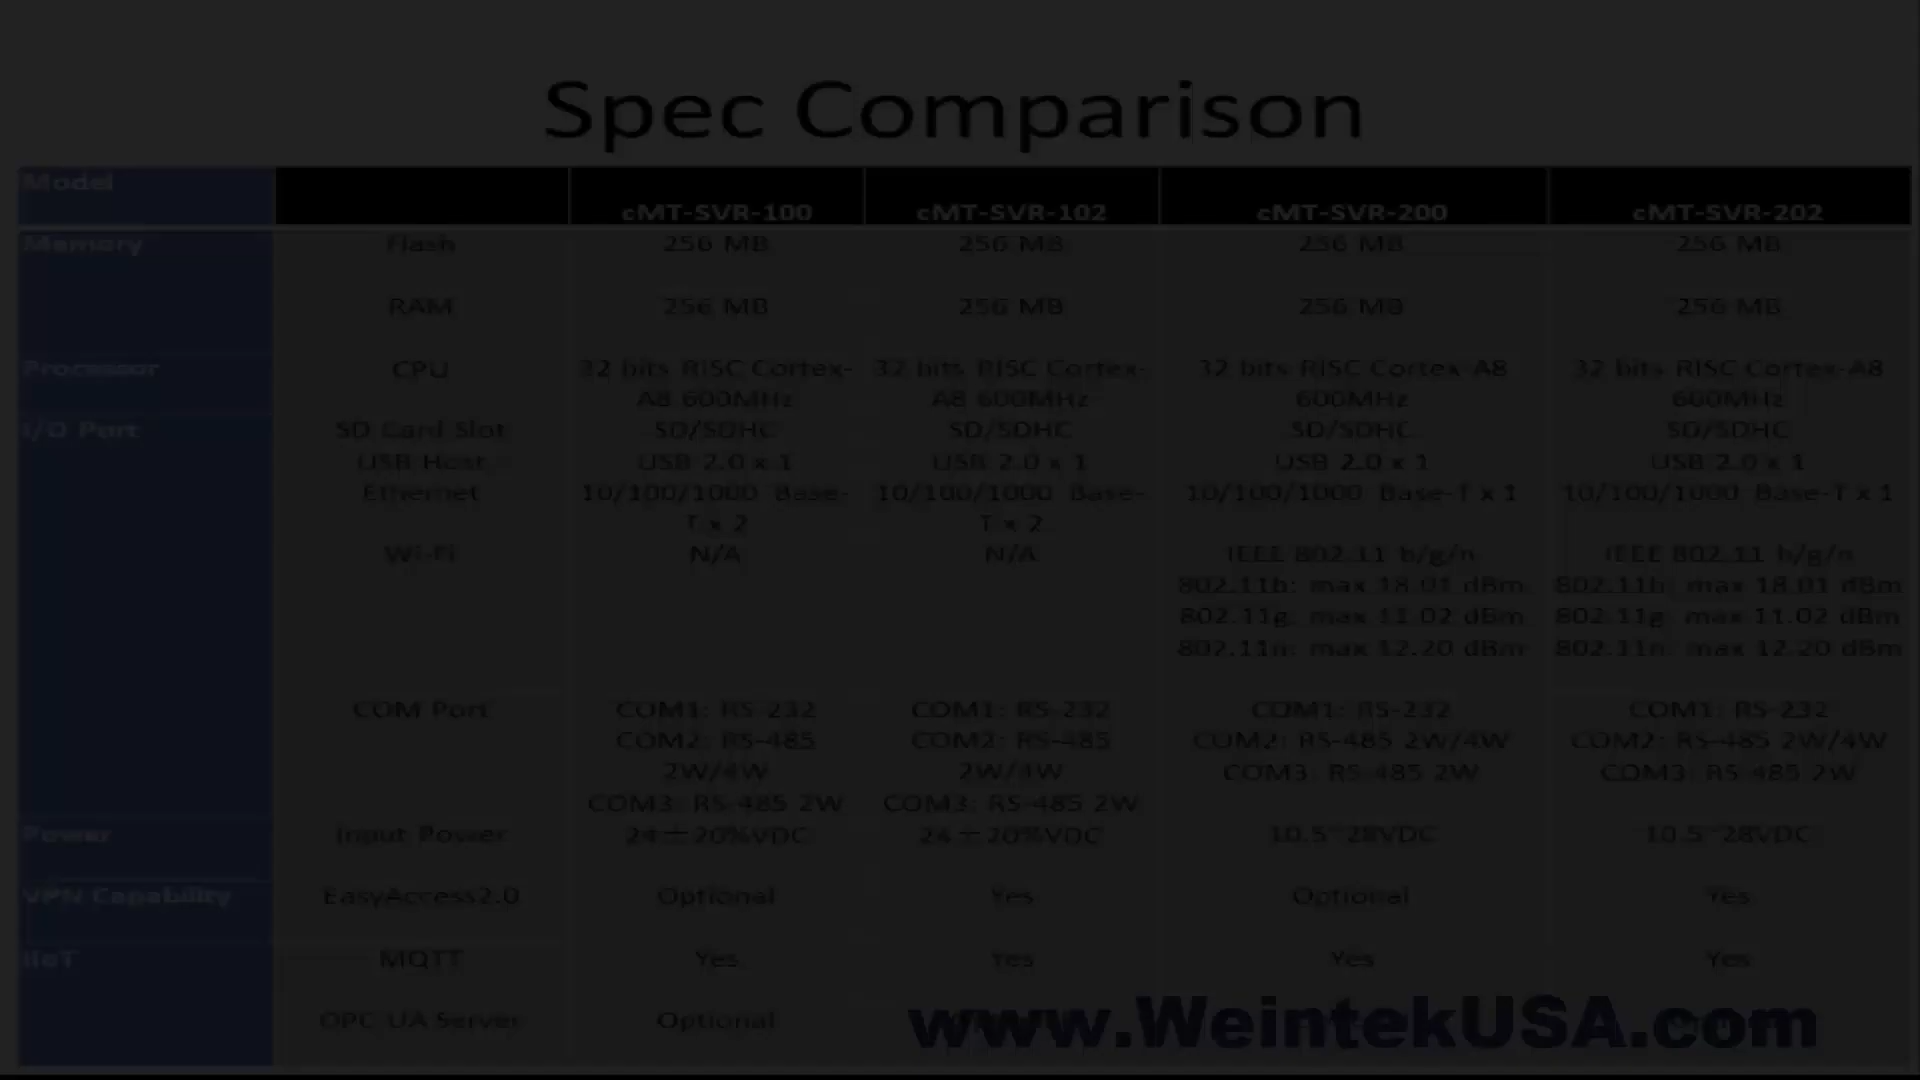 Spec Comparison
Model cMT-SVR-100 cMT-SVR-102 cMT-SVR-200 cMT-SVR-202
Memory Flash 256 MB 256 MB 256 MB 256 MB
RAM 256 MB 256 MB 256 MB 256 MB
Processor CPU 32 bits RISC Cortex- 32 bits RISC Cortex- 32 bits RISC Cortex-A8 32 bits RISC Cortex-A8
A8 600MHz A8 600MHz 600MHz 600MHz
I/O Port SD Card Slot SD/SDHC SD/SDHC SD/SDHC SD/SDHC
USB Host USB 2.0 x 1 USB 2.0 x 1 USB 2.0 x 1 USB 2.0 x 1
Ethernet 10/100/1000 Base- 10/100/1000 Base- 10/100/1000 Base-T x 1 10/100/1000 Base-T x 1
T x 2 T x 2
Wi-Fi N/A N/A IEEE 802.11 b/g/n IEEE 802.11 b/g/n
802.11b: max 18.01 dBm 802.11b: max 18.01 dBm
802.11g: max 11.02 dBm 802.11g: max 11.02 dBm
802.11n: max 12.20 dBm 802.11n: max 12.20 dBm
COM Port COM1: RS-232 COM1: RS-232 COM1: RS-232 COM1: RS-232
COM2: RS-485 COM2: RS-485 COM2: RS-485 2W/4W COM2: RS-485 2W/4W
2W/4W 2W/4W COM3: RS-485 2W COM3: RS-485 2W
COM3: RS-485 2W COM3: RS-485 2W
Power Input Power 24±20%VDC 24±20%VDC 10.5~28VDC 10.5~28VDC
VPN Capability EasyAccess2.0 Optional Yes Optional Yes
IIoT MQTT Yes Yes Yes Yes
OPC UA Server Optional
www.WeintekUSA.com